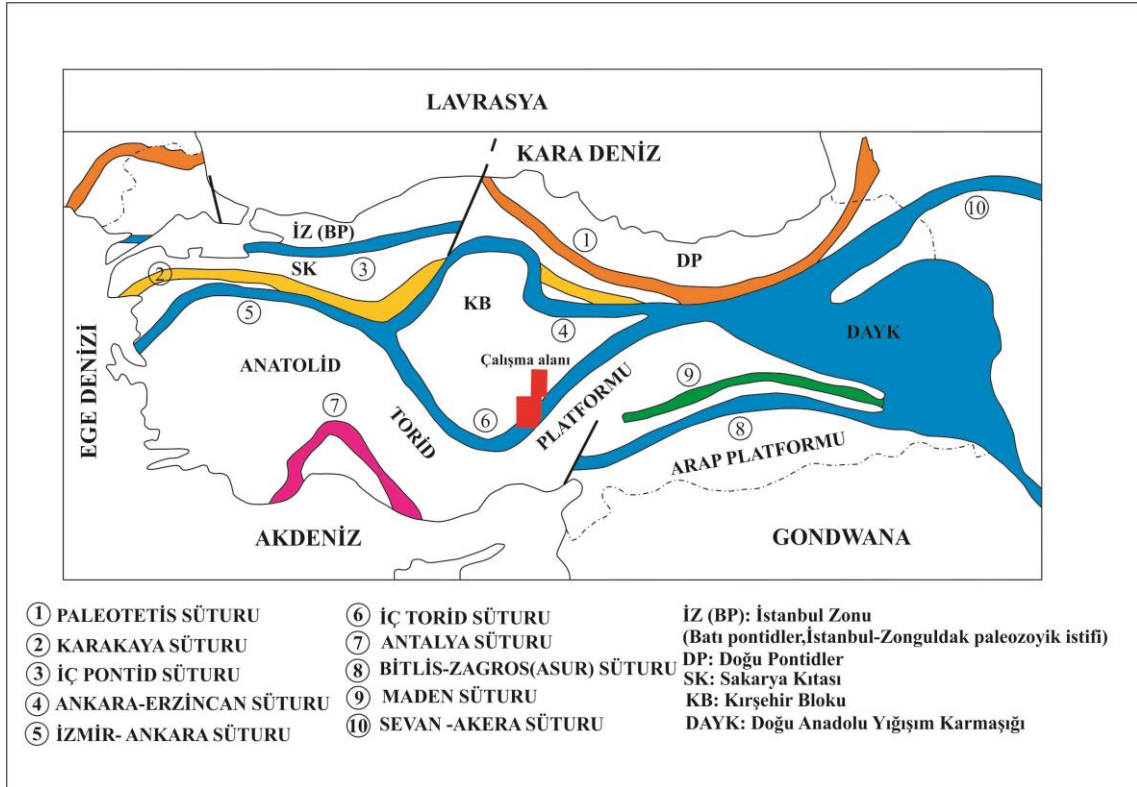 LAVRASYA
KARA DENİZ
10
İZ (BP)
1
SK
3
DP
2
KB
5
4
DAYK
EGE DENİZİ
ANATOLİD
Çalışma alanı
9
7
TORİD
6
PLATFORMU
8
ARAP PLATFORMU
AKDENİZ
GONDWANA
1 PALEOTETİS SÜTURU
2 KARAKAYA SÜTURU
3 İÇ PONTİD SÜTURU
4 ANKARA-ERZİNCAN SÜTURU
5 İZMİR- ANKARA SÜTURU
6 İÇ TORİD SÜTURU
7 ANTALYA SÜTURU
8 BİTLİS-ZAGROS(ASUR) SÜTURU
9 MADEN SÜTURU
10 SEVAN -AKERA SÜTURU
İZ (BP): İstanbul Zonu
(Batı pontidler,İstanbul-Zonguldak paleozoyik istifi)
DP: Doğu Pontidler
SK: Sakarya Kıtası
KB: Kırşehir Bloku
DAYK: Doğu Anadolu Yığışım Karmaşığı